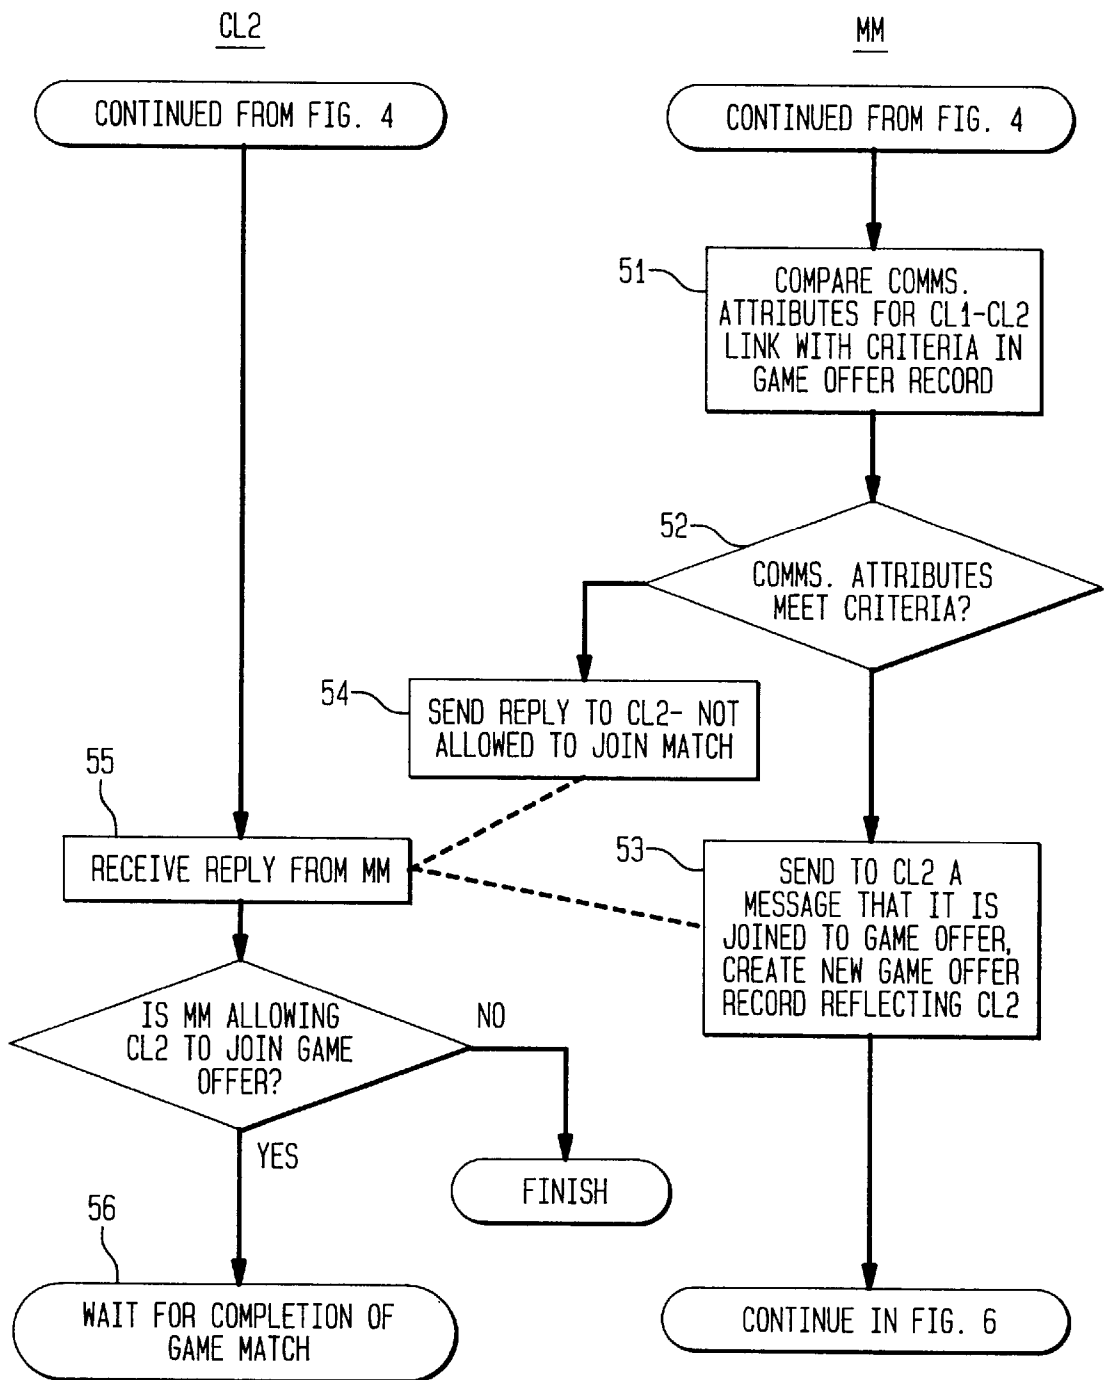 CL2
MM
CONTINUED FROM FIG. 4
CONTINUED FROM FIG. 4
51
COMPARE COMMS.
ATTRIBUTES FOR CL1-CL2
LINK WITH CRITERIA IN
GAME OFFER RECORD
52
COMMS. ATTRIBUTES
MEET CRITERIA?
54
SEND REPLY TO CL2- NOT
ALLOWED TO JOIN MATCH
55
RECEIVE REPLY FROM MM
53
SEND TO CL2 A
MESSAGE THAT IT IS
JOINED TO GAME OFFER,
CREATE NEW GAME OFFER
RECORD REFLECTING CL2
IS MM ALLOWING
CL2 TO JOIN GAME
OFFER?
NO
YES
FINISH
56
WAIT FOR COMPLETION OF
GAME MATCH
CONTINUE IN FIG. 6